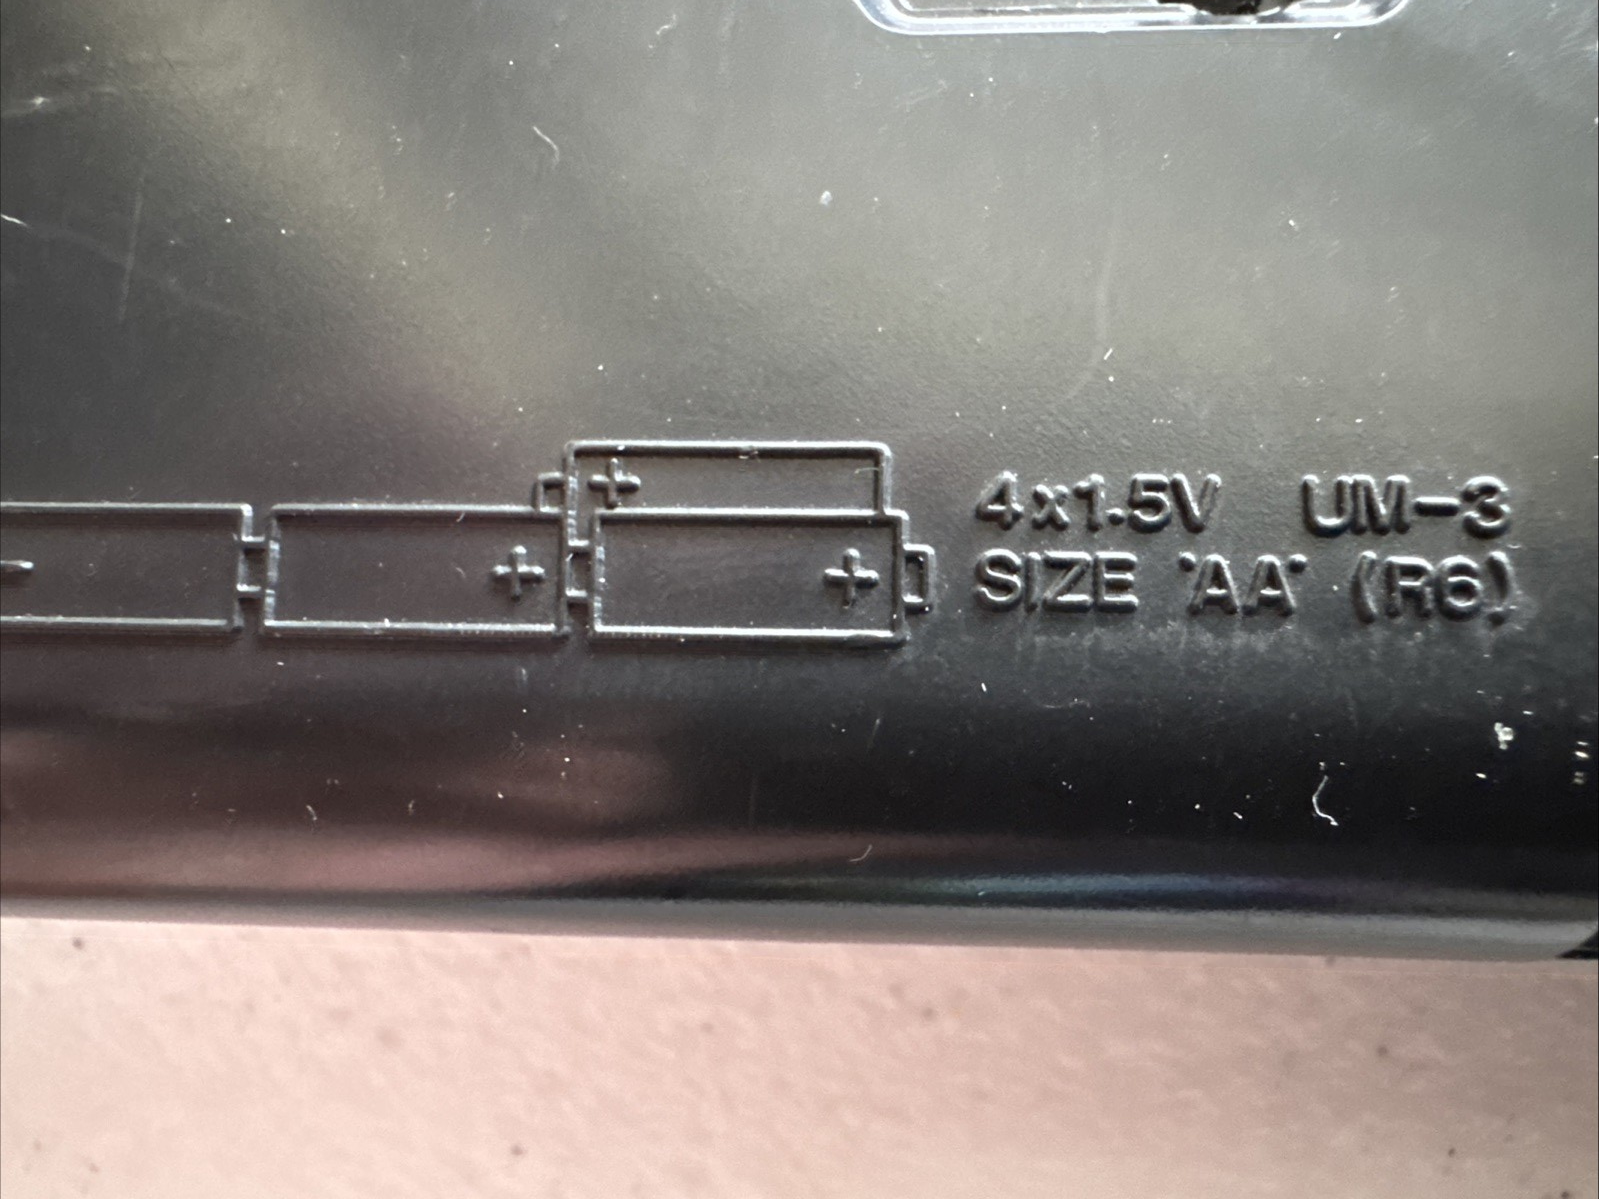 4x1.5V UM-3
SIZE "AA" (R6)